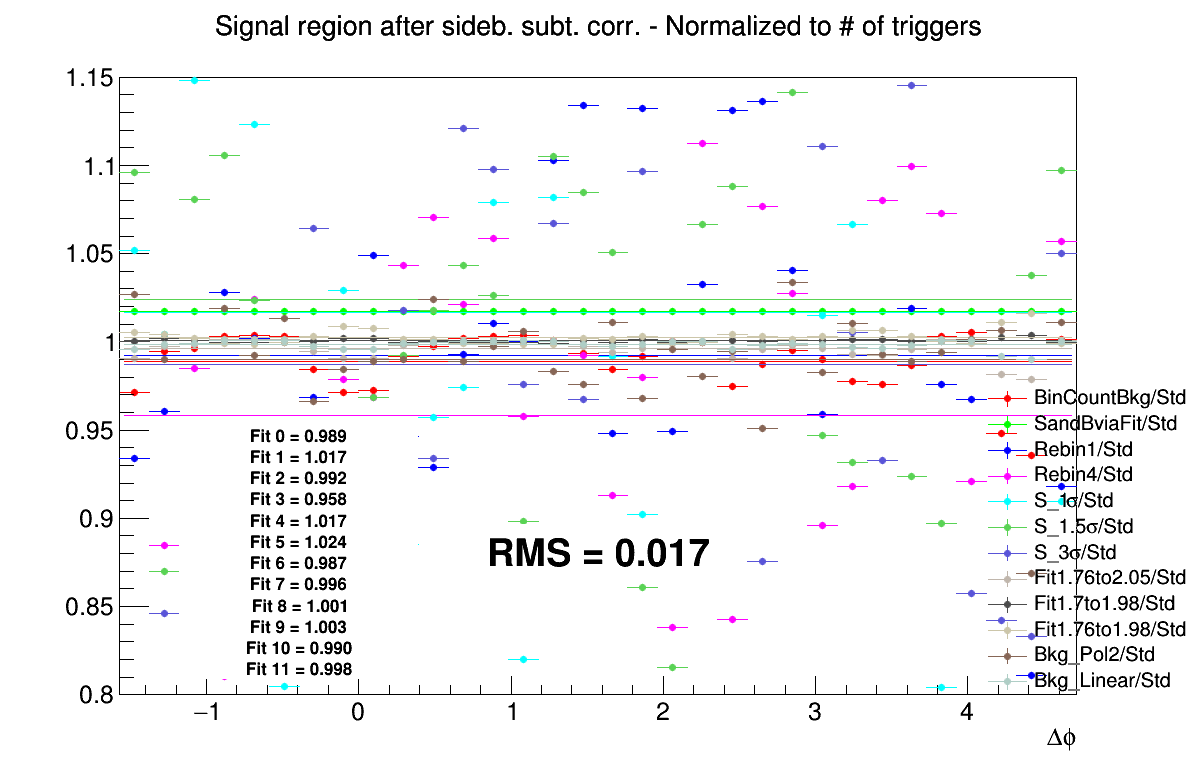 Signal region after sideb. subt. corr. - Normalized to # of triggers
1.15
1.1
1.05
1
0.95
0.9
0.85
0.8
Fit 0 = 0.989
Fit 1 = 1.017
Fit 2 = 0.992
Fit 3 = 0.958
Fit 4 = 1.017
Fit 5 = 1.024
Fit 6 = 0.987
Fit 7 = 0.996
Fit 8 = 1.001
Fit 9 = 1.003
Fit 10 = 0.990
Fit 11 = 0.998
RMS = 0.017
BinCountBkg/Std
SandBviaFit/Std
Rebin1/Std
Rebin4/Std
S_1σ/Std
S_1.5σ/Std
S_3σ/Std
Fit1.76to2.05/Std
Fit1.7to1.98/Std
Fit1.76to1.98/Std
Bkg_Pol2/Std
Bkg_Linear/Std
−1 0 1 2 3 4
Δϕ